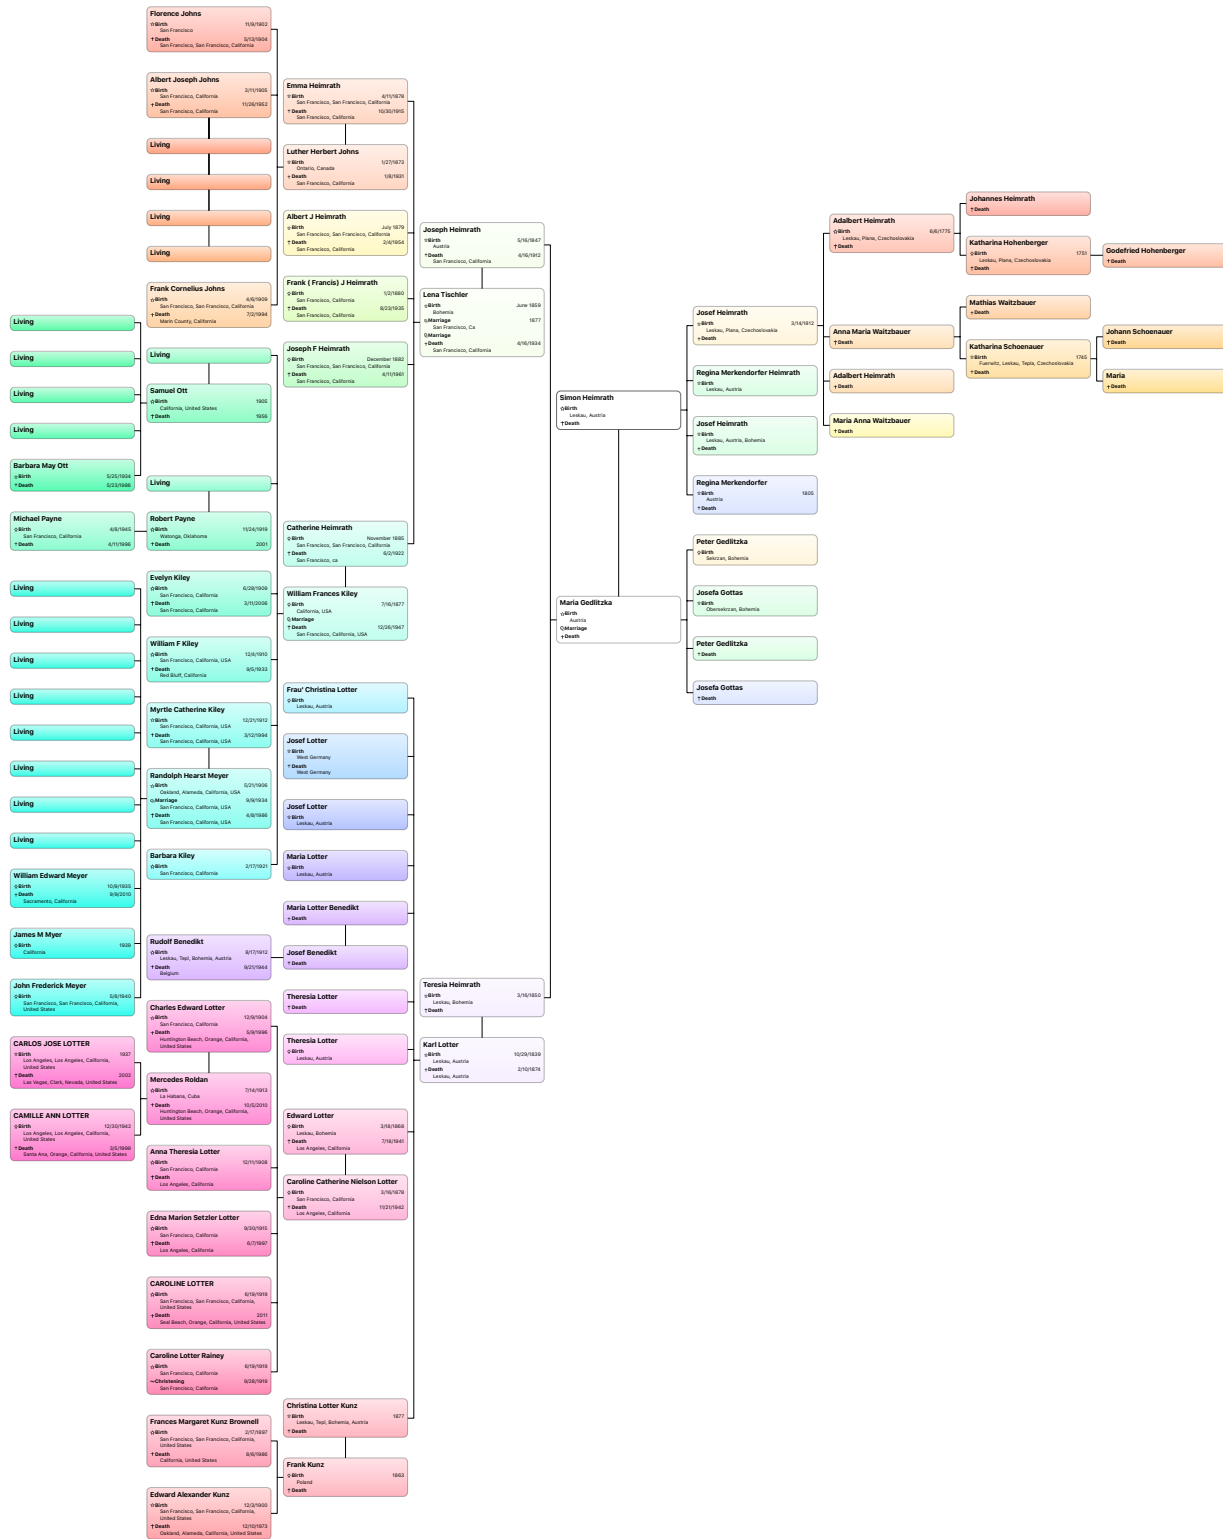 Living
Living
Living
Living
Barbara May Ott
☆Birth 5/25/1934
†Death 5/23/1986
Michael Payne
☆Birth 4/8/1945
San Francisco, California
†Death 4/11/1996
Living
Living
Living
Living
Living
Living
Living
Living
William Edward Meyer
☆Birth 10/9/1935
†Death 9/9/2010
Sacramento, California
James M Myer
☆Birth 1939
California
John Frederick Meyer
☆Birth 5/8/1940
San Francisco, San Francisco, California,
United States
CARLOS JOSE LOTTER
☆Birth 1937
Los Angeles, Los Angeles, California,
United States
†Death 2002
Las Vegas, Clark, Nevada, United States
CAMILLE ANN LOTTER
☆Birth 12/30/1942
Los Angeles, Los Angeles, California,
United States
†Death 3/5/1998
Santa Ana, Orange, California, United States
Florence Johns
☆Birth 11/9/1902
San Francisco
†Death 5/13/1904
San Francisco, San Francisco, California
Albert Joseph Johns
☆Birth 2/11/1905
San Francisco, California
†Death 11/26/1952
San Francisco, California
Living
Living
Living
Living
Frank Cornelius Johns
☆Birth 4/6/1909
San Francisco, San Francisco, California
†Death 7/2/1994
Marin County, California
Living
Samuel Ott
☆Birth 1905
California, United States
†Death 1956
Living
Robert Payne
☆Birth 11/24/1919
Watonga, Oklahoma
†Death 2001
Evelyn Kiley
☆Birth 6/28/1909
San Francisco, California
†Death 3/11/2006
San Francisco, California
William F Kiley
☆Birth 12/4/1910
San Francisco, California, USA
†Death 9/5/1933
Red Bluff, California
Myrtle Catherine Kiley
☆Birth 12/21/1912
San Francisco, California, USA
†Death 3/12/1994
San Francisco, California, USA
Randolph Hearst Meyer
☆Birth 5/21/1906
Oakland, Alameda, California, USA
Marriage 9/9/1934
San Francisco, California, USA
†Death 4/8/1986
San Francisco, California, USA
Barbara Kiley
☆Birth 2/17/1921
San Francisco, California
Rudolf Benedikt
☆Birth 8/17/1912
Leskau, Tepl, Bohemia, Austria
†Death 9/21/1944
Belgium
Charles Edward Lotter
☆Birth 12/9/1904
San Francisco, California
†Death 5/9/1996
Huntington Beach, Orange, California,
United States
Mercedes Roldan
☆Birth 7/14/1913
La Habana, Cuba
†Death 10/5/2010
Huntington Beach, Orange, California,
United States
Anna Theresia Lotter
☆Birth 12/11/1908
San Francisco, California
†Death
Los Angeles, California
Edna Marion Setzler Lotter
☆Birth 9/30/1915
San Francisco, California
†Death 6/7/1997
Los Angeles, California
CAROLINE LOTTER
☆Birth 6/19/1918
San Francisco, San Francisco, California,
United States
†Death 2011
Seal Beach, Orange, California, United States
Caroline Lotter Rainey
☆Birth 6/19/1918
San Francisco, California
~Christening 9/28/1919
San Francisco, California
Frances Margaret Kunz Brownell
☆Birth 2/17/1897
San Francisco, San Francisco, California,
United States
†Death 8/6/1986
California, United States
Edward Alexander Kunz
☆Birth 12/3/1900
San Francisco, San Francisco, California,
United States
†Death 12/10/1973
Oakland, Alameda, California, United States
Emma Heimrath
☆Birth 4/11/1878
San Francisco, San Francisco, California
†Death 10/30/1915
San Francisco, California
Luther Herbert Johns
☆Birth 1/27/1873
Ontario, Canada
†Death 1/8/1931
San Francisco, California
Albert J Heimrath
☆Birth July 1879
San Francisco, San Francisco, California
†Death 2/4/1954
San Francisco, California
Frank ( Francis) J Heimrath
☆Birth 1/2/1880
San Francisco, California
†Death 8/23/1935
San Francisco, California
Joseph F Heimrath
☆Birth December 1882
San Francisco, San Francisco, California
†Death 4/11/1961
San Francisco, California
Catherine Heimrath
☆Birth November 1885
San Francisco, San Francisco, California
†Death 6/2/1922
San Francisco, ca
William Frances Kiley
☆Birth 7/16/1877
California, USA
Marriage
†Death 12/26/1947
San Francisco, California, USA
Frau' Christina Lotter
☆Birth
Leskau, Austria
Josef Lotter
☆Birth
West Germany
†Death
West Germany
Josef Lotter
☆Birth
Leskau, Austria
Maria Lotter
☆Birth
Leskau, Austria
Maria Lotter Benedikt
†Death
Josef Benedikt
†Death
Theresia Lotter
†Death
Theresia Lotter
☆Birth
Leskau, Austria
Edward Lotter
☆Birth 3/18/1868
Leskau, Bohemia
†Death 7/18/1941
Los Angeles, California
Caroline Catherine Nielson Lotter
☆Birth 3/16/1878
San Francisco, California
†Death 11/21/1942
Los Angeles, California
Christina Lotter Kunz
☆Birth 1877
Leskau, Tepl, Bohemia, Austria
†Death
Frank Kunz
☆Birth 1863
Poland
†Death
Joseph Heimrath
☆Birth 5/16/1847
Austria
†Death 4/16/1912
San Francisco, California
Lena Tischler
☆Birth June 1859
Bohemia
Marriage 1877
San Francisco, Ca
Marriage
†Death 4/16/1934
San Francisco, California
Teresia Heimrath
☆Birth 3/16/1850
Leskau, Bohemia
†Death
Karl Lotter
☆Birth 10/29/1839
Leskau, Austria
†Death 2/10/1874
Leskau, Austria
Simon Heimrath
☆Birth
Leskau, Austria
†Death
Maria Gedlitzka
☆Birth
Austria
Marriage
†Death
Josef Heimrath
☆Birth 3/14/1812
Leskau, Plana, Czechoslovakia
†Death
Regina Merkendorfer Heimrath
☆Birth
Leskau, Austria
Josef Heimrath
☆Birth
Leskau, Austria, Bohemia
†Death
Regina Merkendorfer
☆Birth 1805
Austria
†Death
Peter Gedlitzka
☆Birth
Sekrzan, Bohemia
Josefa Gottas
☆Birth
Obersekrzan, Bohemia
Peter Gedlitzka
†Death
Josefa Gottas
†Death
Adalbert Heimrath
☆Birth 6/6/1775
Leskau, Plana, Czechoslovakia
†Death
Anna Maria Waitzbauer
†Death
Adalbert Heimrath
†Death
Maria Anna Waitzbauer
†Death
Johannes Heimrath
†Death
Katharina Hohenberger
☆Birth 1751
Leskau, Plana, Czechoslovakia
†Death
Mathias Waitzbauer
†Death
Katharina Schoenauer
☆Birth 1745
Fuerwitz, Leskau, Tepla, Czechoslovakia
†Death
Godefried Hohenberger
†Death
Johann Schoenauer
†Death
Maria
†Death